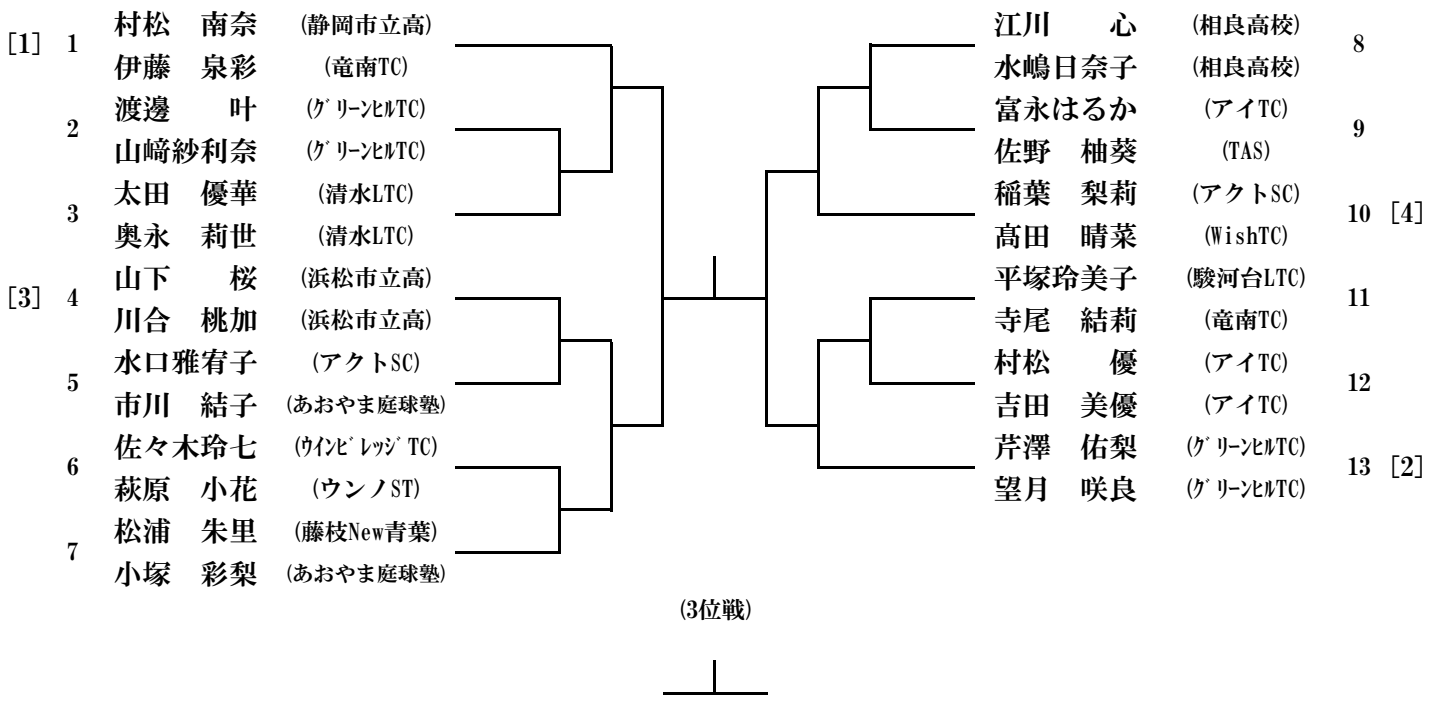 [1] 1 村松　南奈 (静岡市立高)
伊藤　泉彩 (竜南TC)
2 渡邊　　叶 (ｸﾞﾘｰﾝﾋﾙTC)
山﨑紗利奈 (ｸﾞﾘｰﾝﾋﾙTC)
3 太田　優華 (清水LTC)
奥永　莉世 (清水LTC)
[3] 4 山下　　桜 (浜松市立高)
川合　桃加 (浜松市立高)
5 水口雅宥子 (アクトSC)
市川　結子 (あおやま庭球塾)
6 佐々木玲七 (ｳｲﾝﾋﾞﾚｯｼﾞTC)
萩原　小花 (ウンノST)
7 松浦　朱里 (藤枝New青葉)
小塚　彩梨 (あおやま庭球塾)
江川　　心 (相良高校) 8
水嶋日奈子 (相良高校)
富永はるか (アイTC) 9
佐野　柚葵 (TAS)
稲葉　梨莉 (アクトSC) 10 [4]
髙田　晴菜 (WishTC)
平塚玲美子 (駿河台LTC) 11
寺尾　結莉 (竜南TC)
村松　　優 (アイTC) 12
吉田　美優 (アイTC)
芹澤　佑梨 (ｸﾞﾘｰﾝﾋﾙTC) 13 [2]
望月　咲良 (ｸﾞﾘｰﾝﾋﾙTC)
(3位戦)